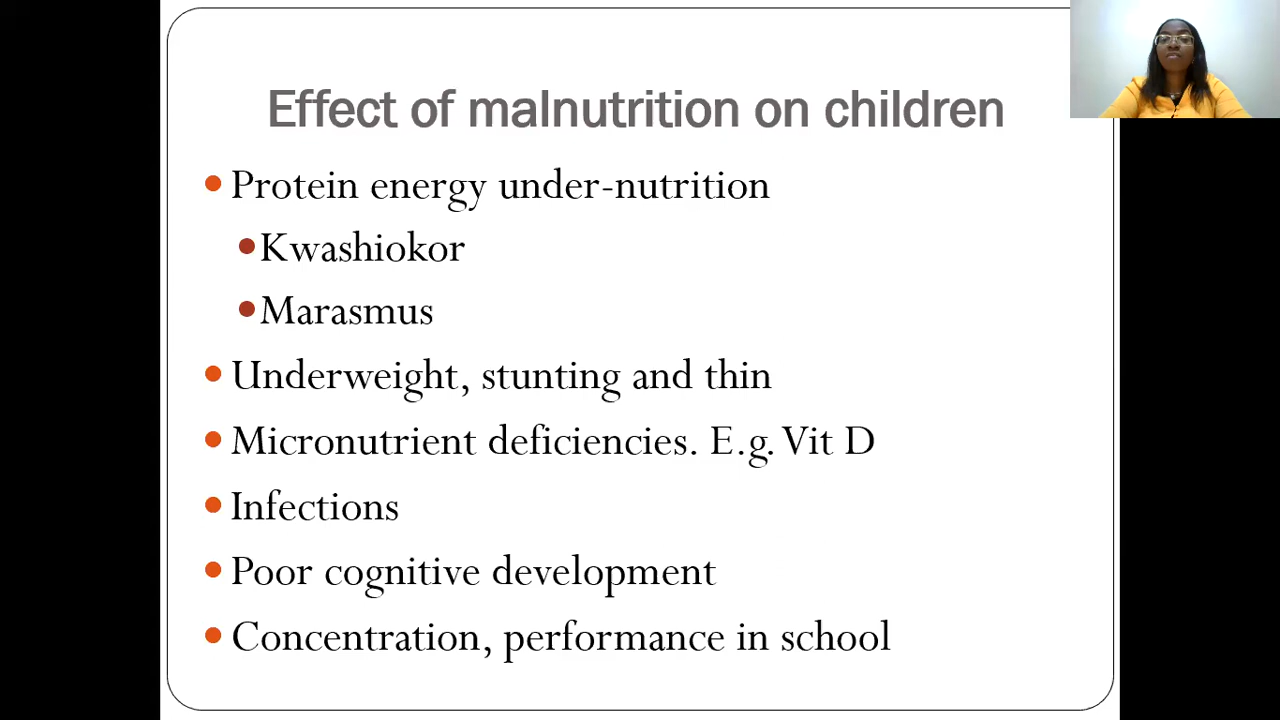 Effect of malnutrition on children
Protein energy under-nutrition
Kwashiokor
Marasmus
Underweight, stunting and thin
Micronutrient deficiencies. E.g. Vit D
Infections
Poor cognitive development
Concentration, performance in school